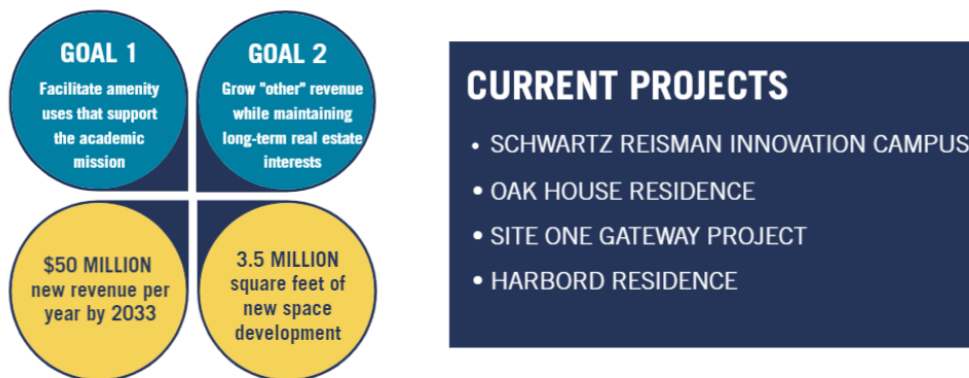 GOAL 1
Facilitate amenity
uses that support
the academic
mission
GOAL 2
Grow "other" revenue
while maintaining
long-term real estate
interests
$50 MILLION
new revenue per
year by 2033
3.5 MILLION
square feet of
new space
development
CURRENT PROJECTS
• SCHWARTZ REISMAN INNOVATION CAMPUS
• OAK HOUSE RESIDENCE
• SITE ONE GATEWAY PROJECT
• HARBORD RESIDENCE